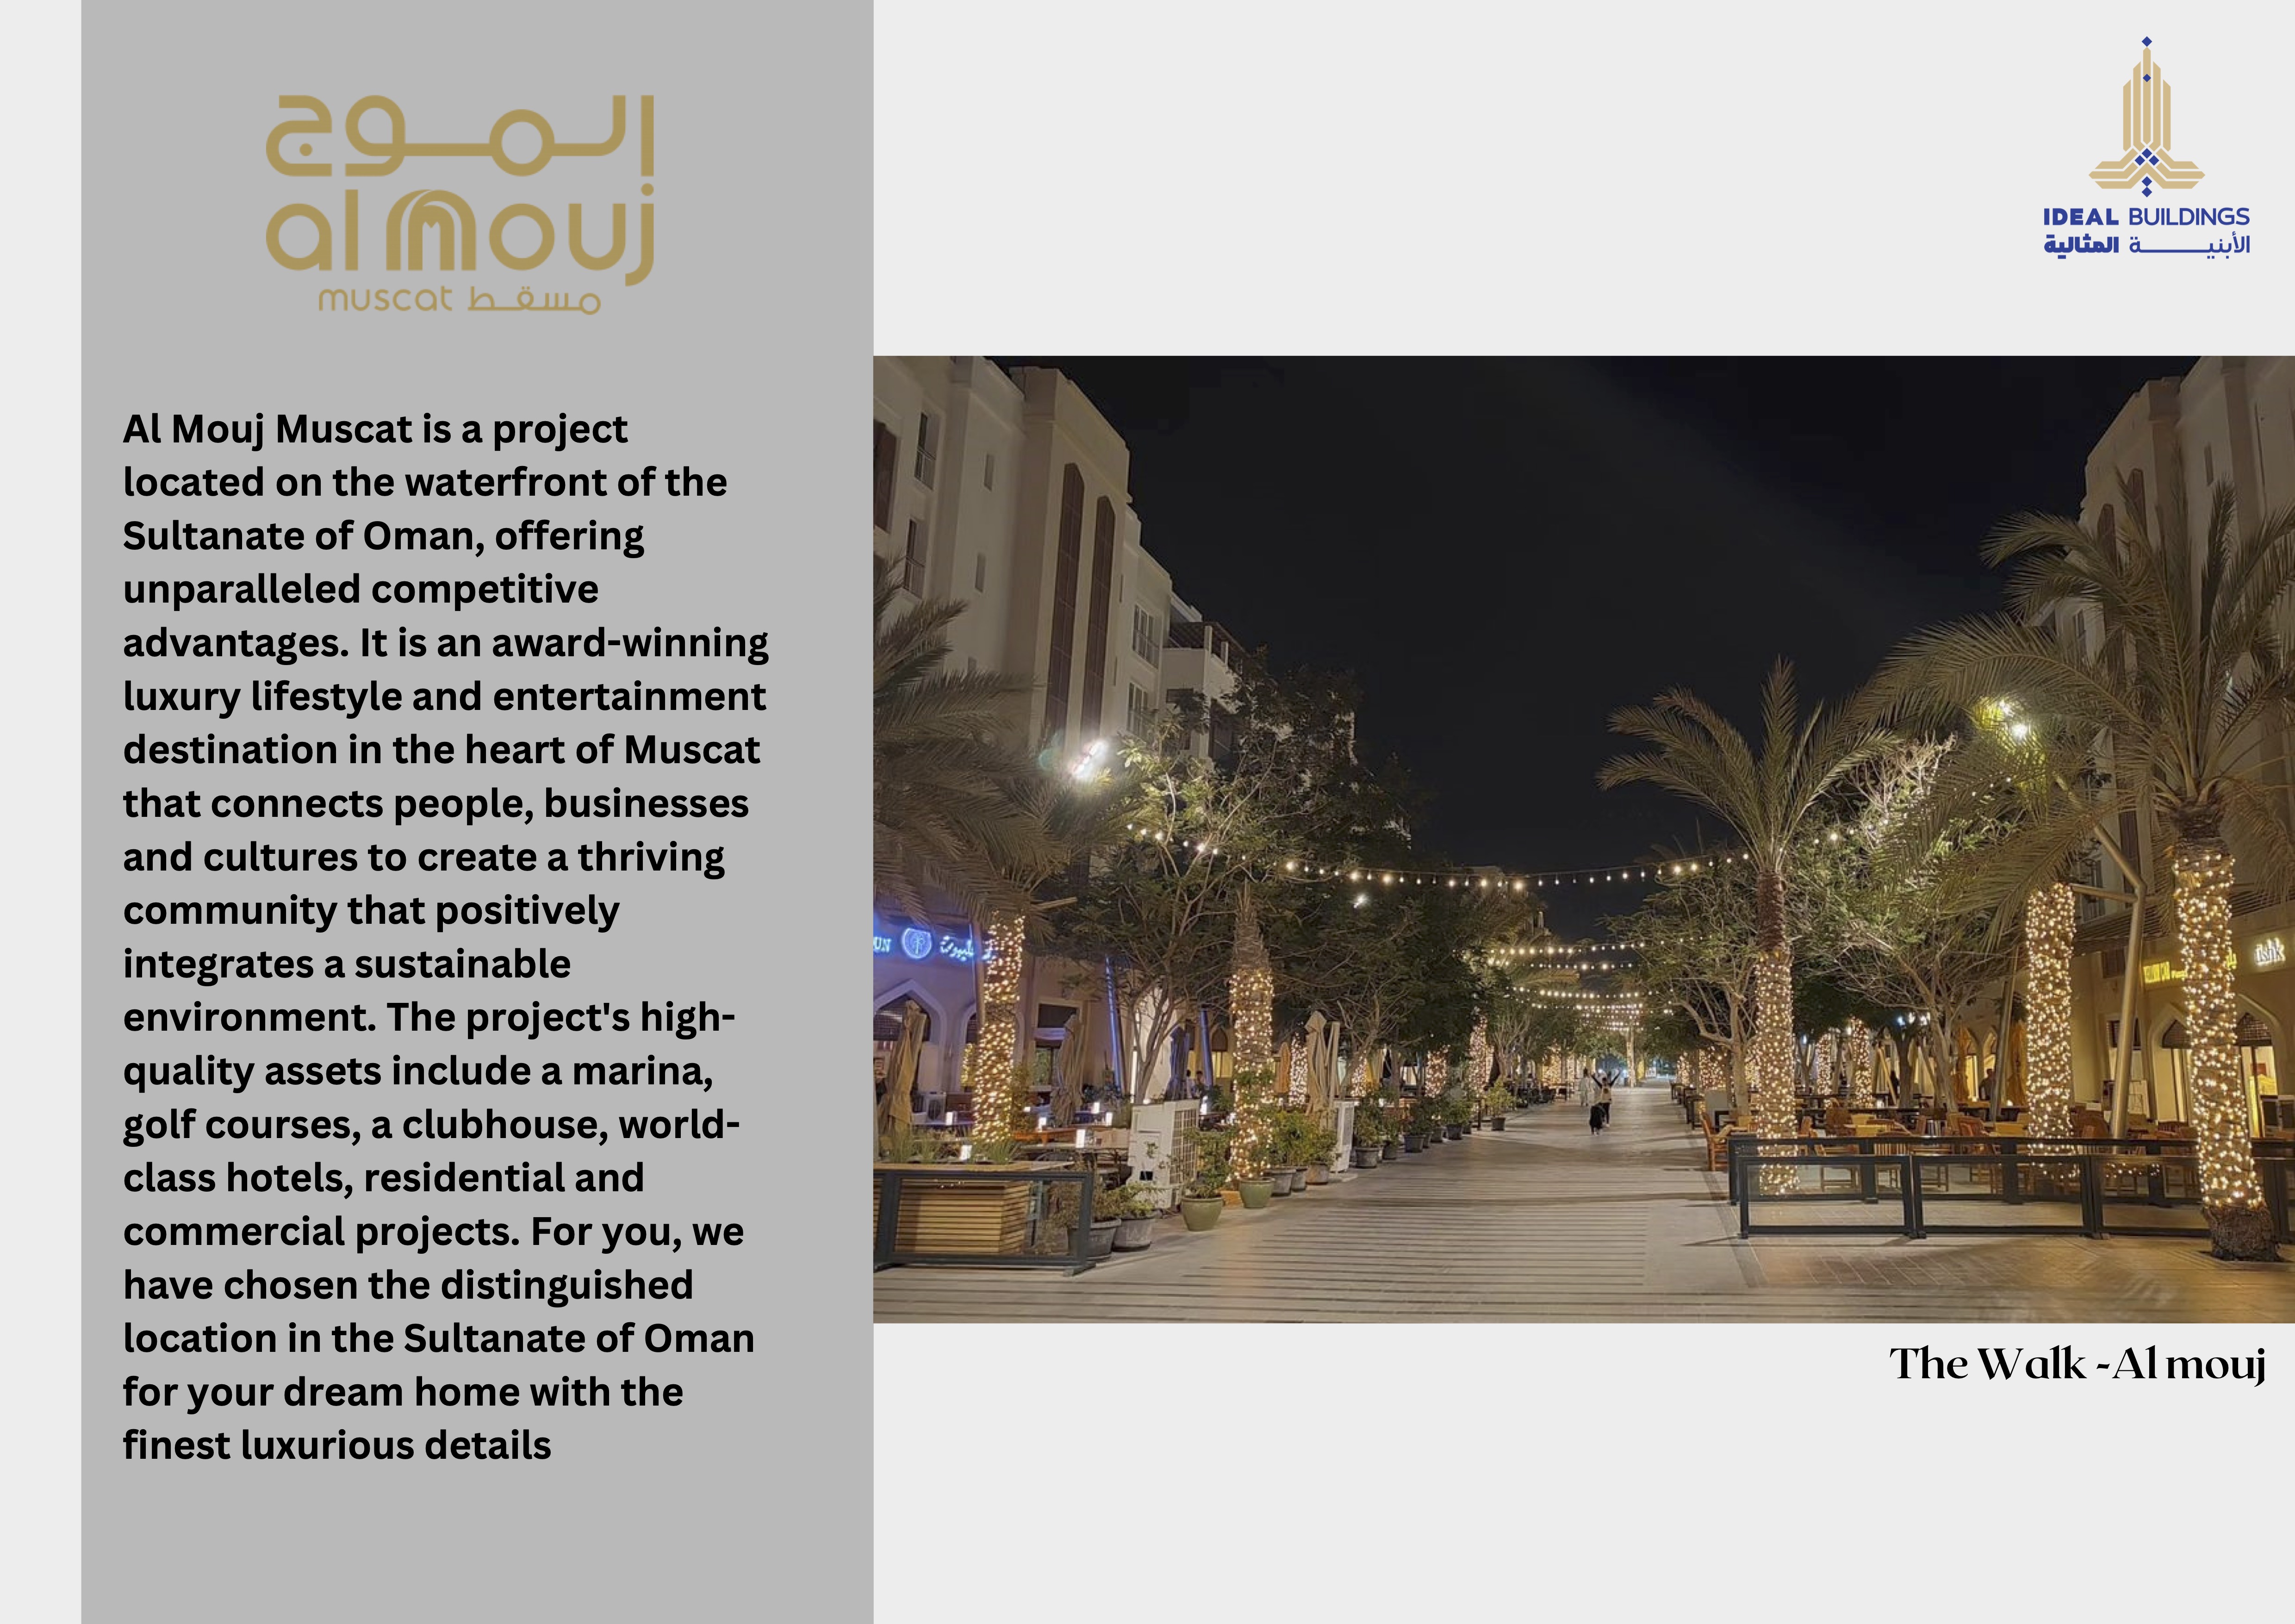 الموج
al mouj
muscat مسقط
IDEAL BUILDINGS
الأبنية المثالية
Al Mouj Muscat is a project
located on the waterfront of the
Sultanate of Oman, offering
unparalleled competitive
advantages. It is an award-winning
luxury lifestyle and entertainment
destination in the heart of Muscat
that connects people, businesses
and cultures to create a thriving
community that positively
integrates a sustainable
environment. The project's high-
quality assets include a marina,
golf courses, a clubhouse, world-
class hotels, residential and
commercial projects. For you, we
have chosen the distinguished
location in the Sultanate of Oman
for your dream home with the
finest luxurious details
The Walk -Al mouj